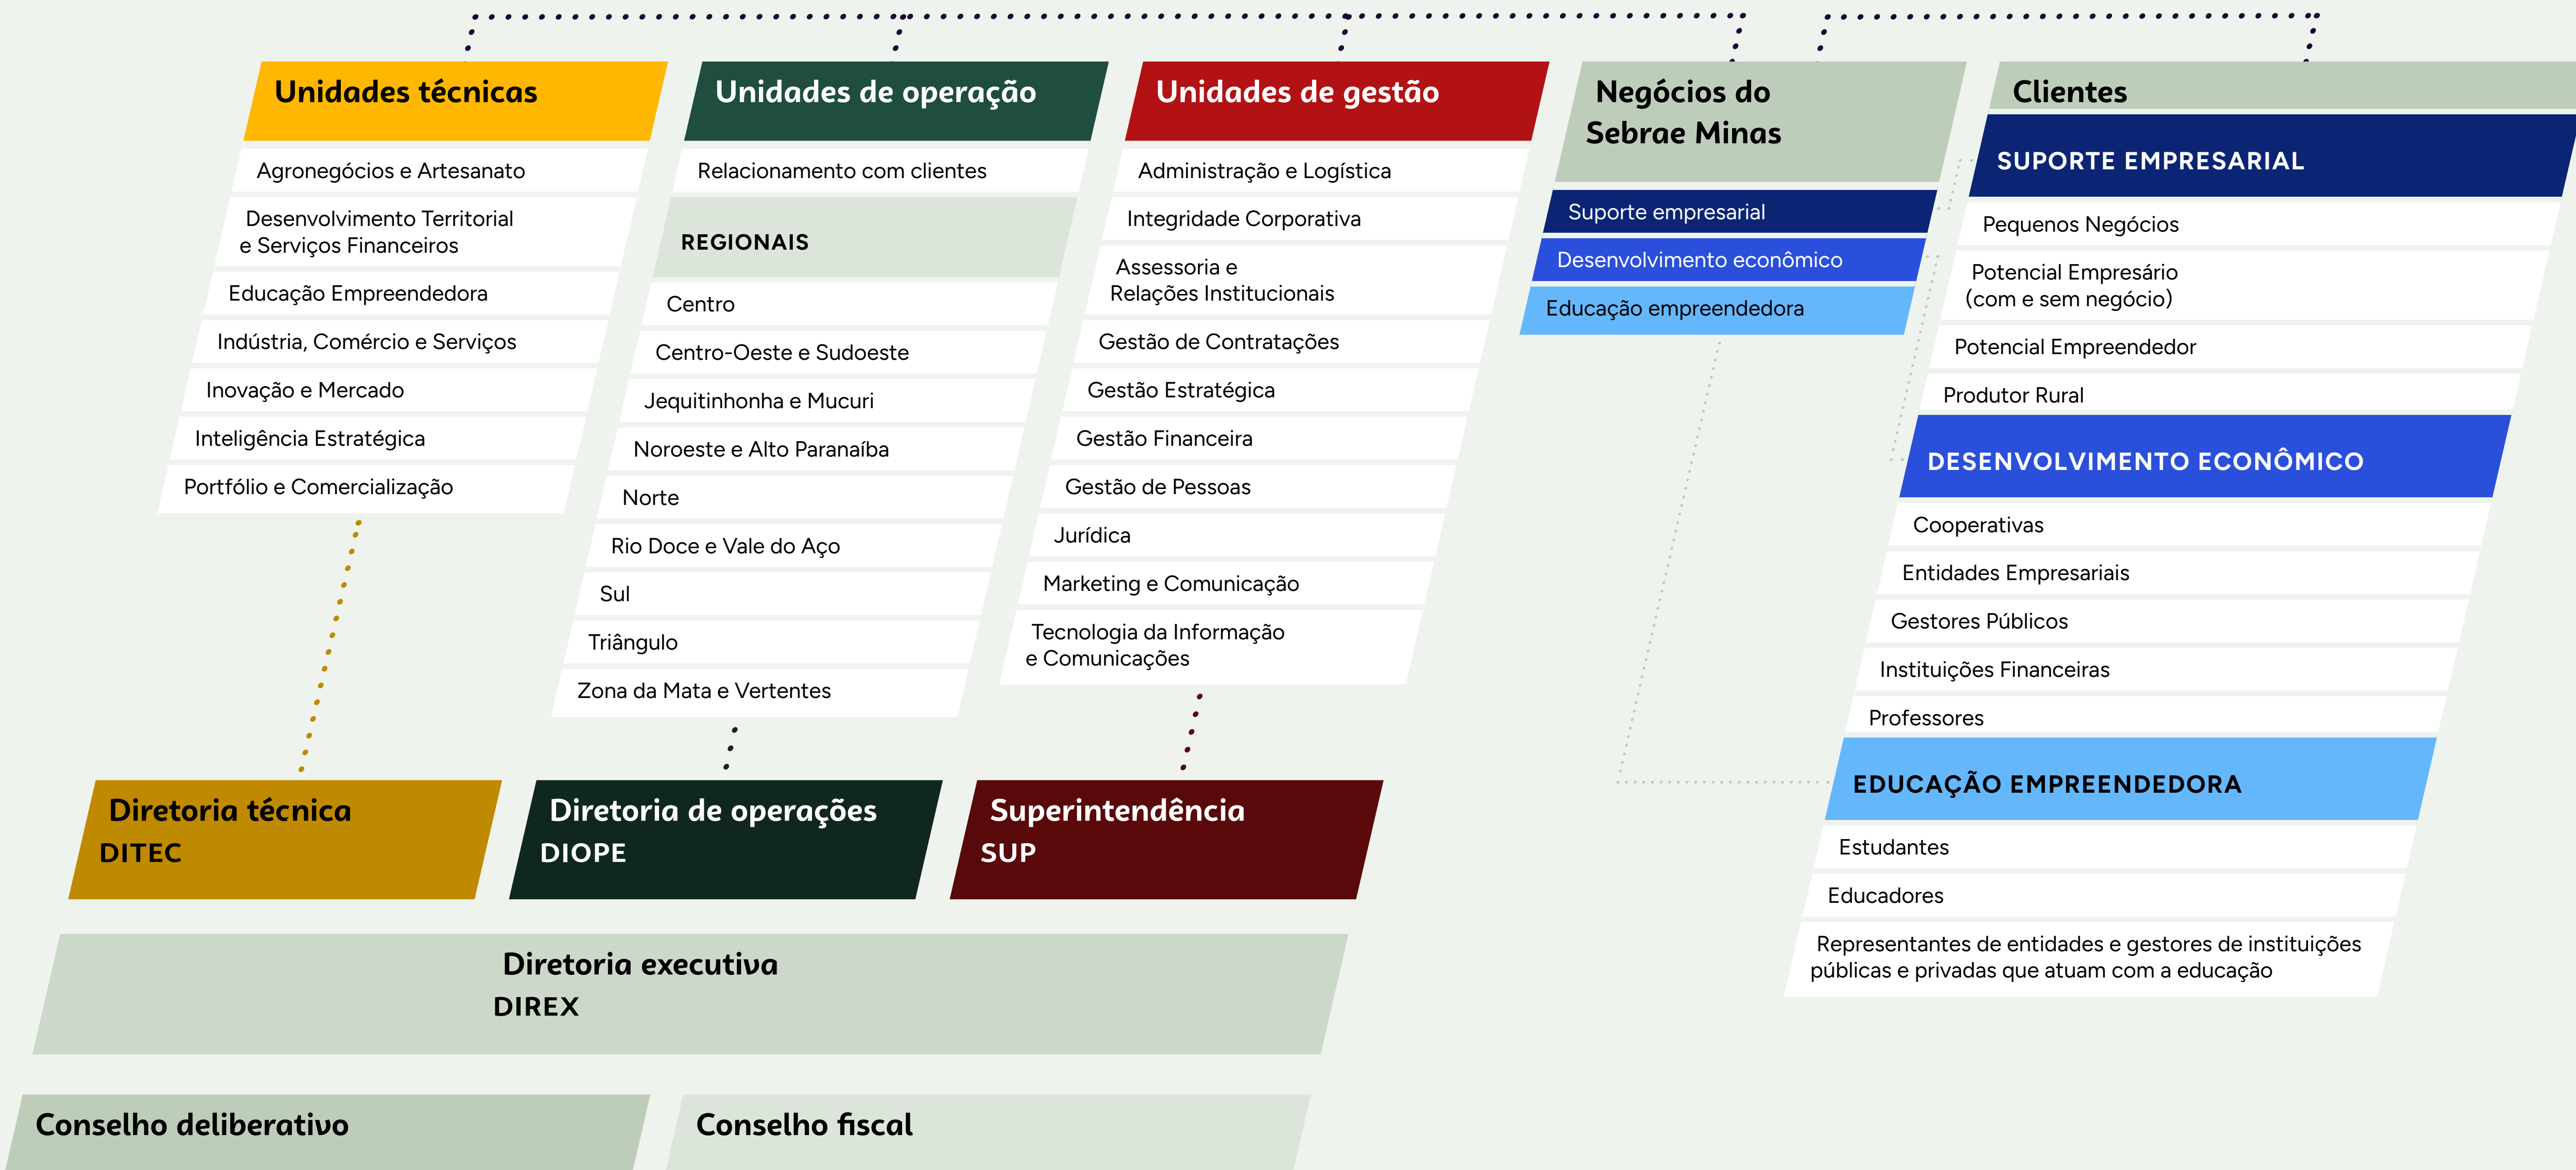 Unidades técnicas
Agronegócios e Artesanato
Desenvolvimento Territorial
e Serviços Financeiros
Educação Empreendedora
Indústria, Comércio e Serviços
Inovação e Mercado
Inteligência Estratégica
Portfólio e Comercialização
Unidades de operação
Relacionamento com clientes
REGIONAIS
Centro
Centro-Oeste e Sudoeste
Jequitinhonha e Mucuri
Noroeste e Alto Paranaíba
Norte
Rio Doce e Vale do Aço
Sul
Triângulo
Zona da Mata e Vertentes
Unidades de gestão
Administração e Logística
Integridade Corporativa
Assessoria e
Relações Institucionais
Gestão de Contratações
Gestão Estratégica
Gestão Financeira
Gestão de Pessoas
Jurídica
Marketing e Comunicação
Tecnologia da Informação
e Comunicações
Negócios do
Sebrae Minas
Suporte empresarial
Desenvolvimento econômico
Educação empreendedora
Clientes
SUPORTE EMPRESARIAL
Pequenos Negócios
Potencial Empresário
(com e sem negócio)
Potencial Empreendedor
Produtor Rural
DESENVOLVIMENTO ECONÔMICO
Cooperativas
Entidades Empresariais
Gestores Públicos
Instituições Financeiras
Professores
EDUCAÇÃO EMPREENDEDORA
Estudantes
Educadores
Representantes de entidades e gestores de instituições
públicas e privadas que atuam com a educação
Diretoria técnica
DITEC
Diretoria de operações
DIOPE
Superintendência
SUP
Diretoria executiva
DIREX
Conselho deliberativo
Conselho fiscal